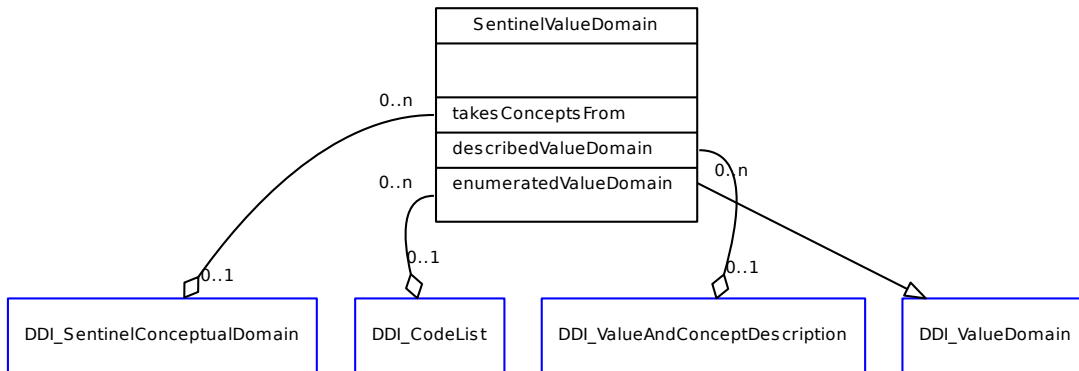 SentinelValueDomain
0..n
takesConceptsFrom
describedValueDomain
0..n
0..n
enumeratedValueDomain
0..1
0..1
0..1
DDI_SentinelConceptualDomain
DDI_CodeList
DDI_ValueAndConceptDescription
DDI_ValueDomain